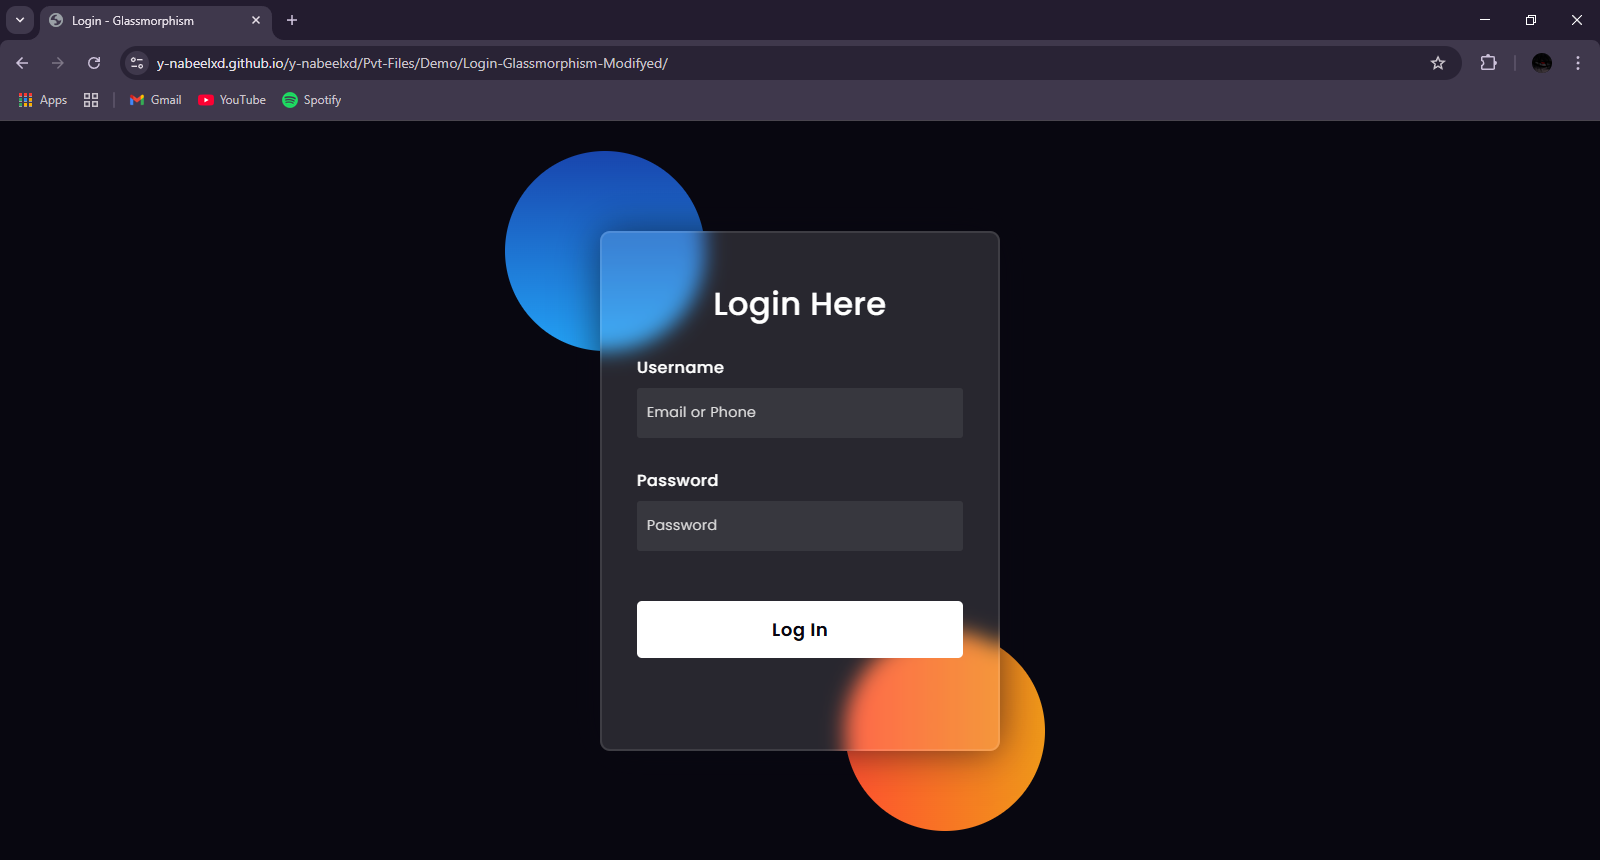 Login - Glassmorphism
y-nabeelxd.github.io/y-nabeelxd/Pvt-Files/Demo/Login-Glassmorphism-Modifyed/
Apps Gmail YouTube Spotify
Login Here
Username
Email or Phone
Password
Password
Log In